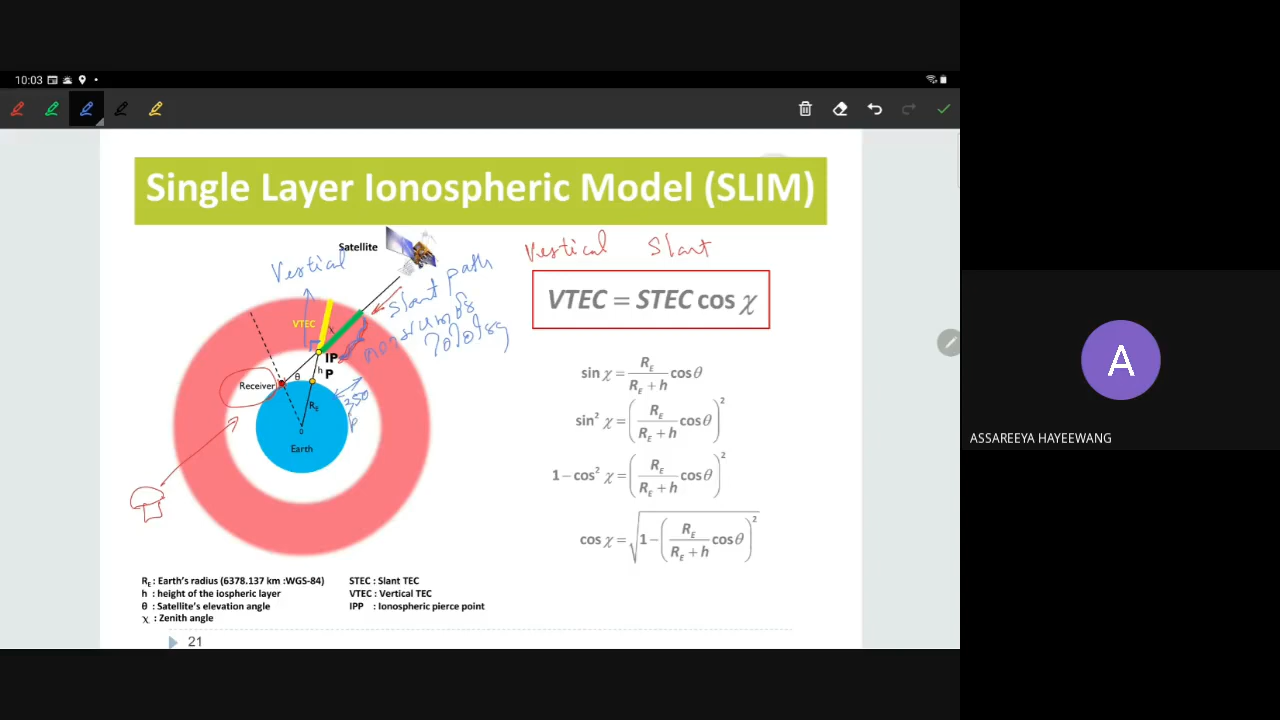 10:03
Single Layer Ionospheric Model (SLIM)
Satellite
Vertical
Slant path
VTEC
χ
IP
P
h
θ
Receiver
R_E
350
0
Earth
Vertical Slant
VTEC = STEC cos χ
sin χ = R_E / (R_E + h) cos θ
sin² χ = (R_E / (R_E + h) cos θ)²
1 − cos² χ = (R_E / (R_E + h) cos θ)²
cos χ = √(1 − (R_E / (R_E + h) cos θ)²)
R_E : Earth's radius (6378.137 km :WGS-84)
h : height of the iospheric layer
θ : Satellite's elevation angle
χ : Zenith angle
STEC : Slant TEC
VTEC : Vertical TEC
IPP : Ionospheric pierce point
21
A
ASSAREEYA HAYEEWANG